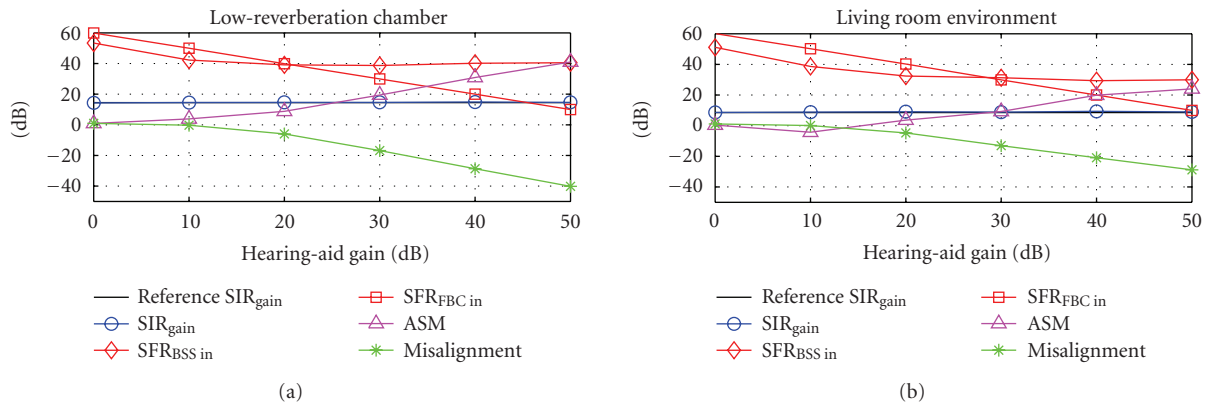 Low-reverberation chamber
60
40
20
0
−20
−40
(dB)
0 10 20 30 40 50
Hearing-aid gain (dB)
Reference SIRgain
SIRgain
SFRBSS in
SFRFBC in
ASM
Misalignment
(a)
Living room environment
60
40
20
0
−20
−40
(dB)
0 10 20 30 40 50
Hearing-aid gain (dB)
Reference SIRgain
SIRgain
SFRBSS in
SFRFBC in
ASM
Misalignment
(b)